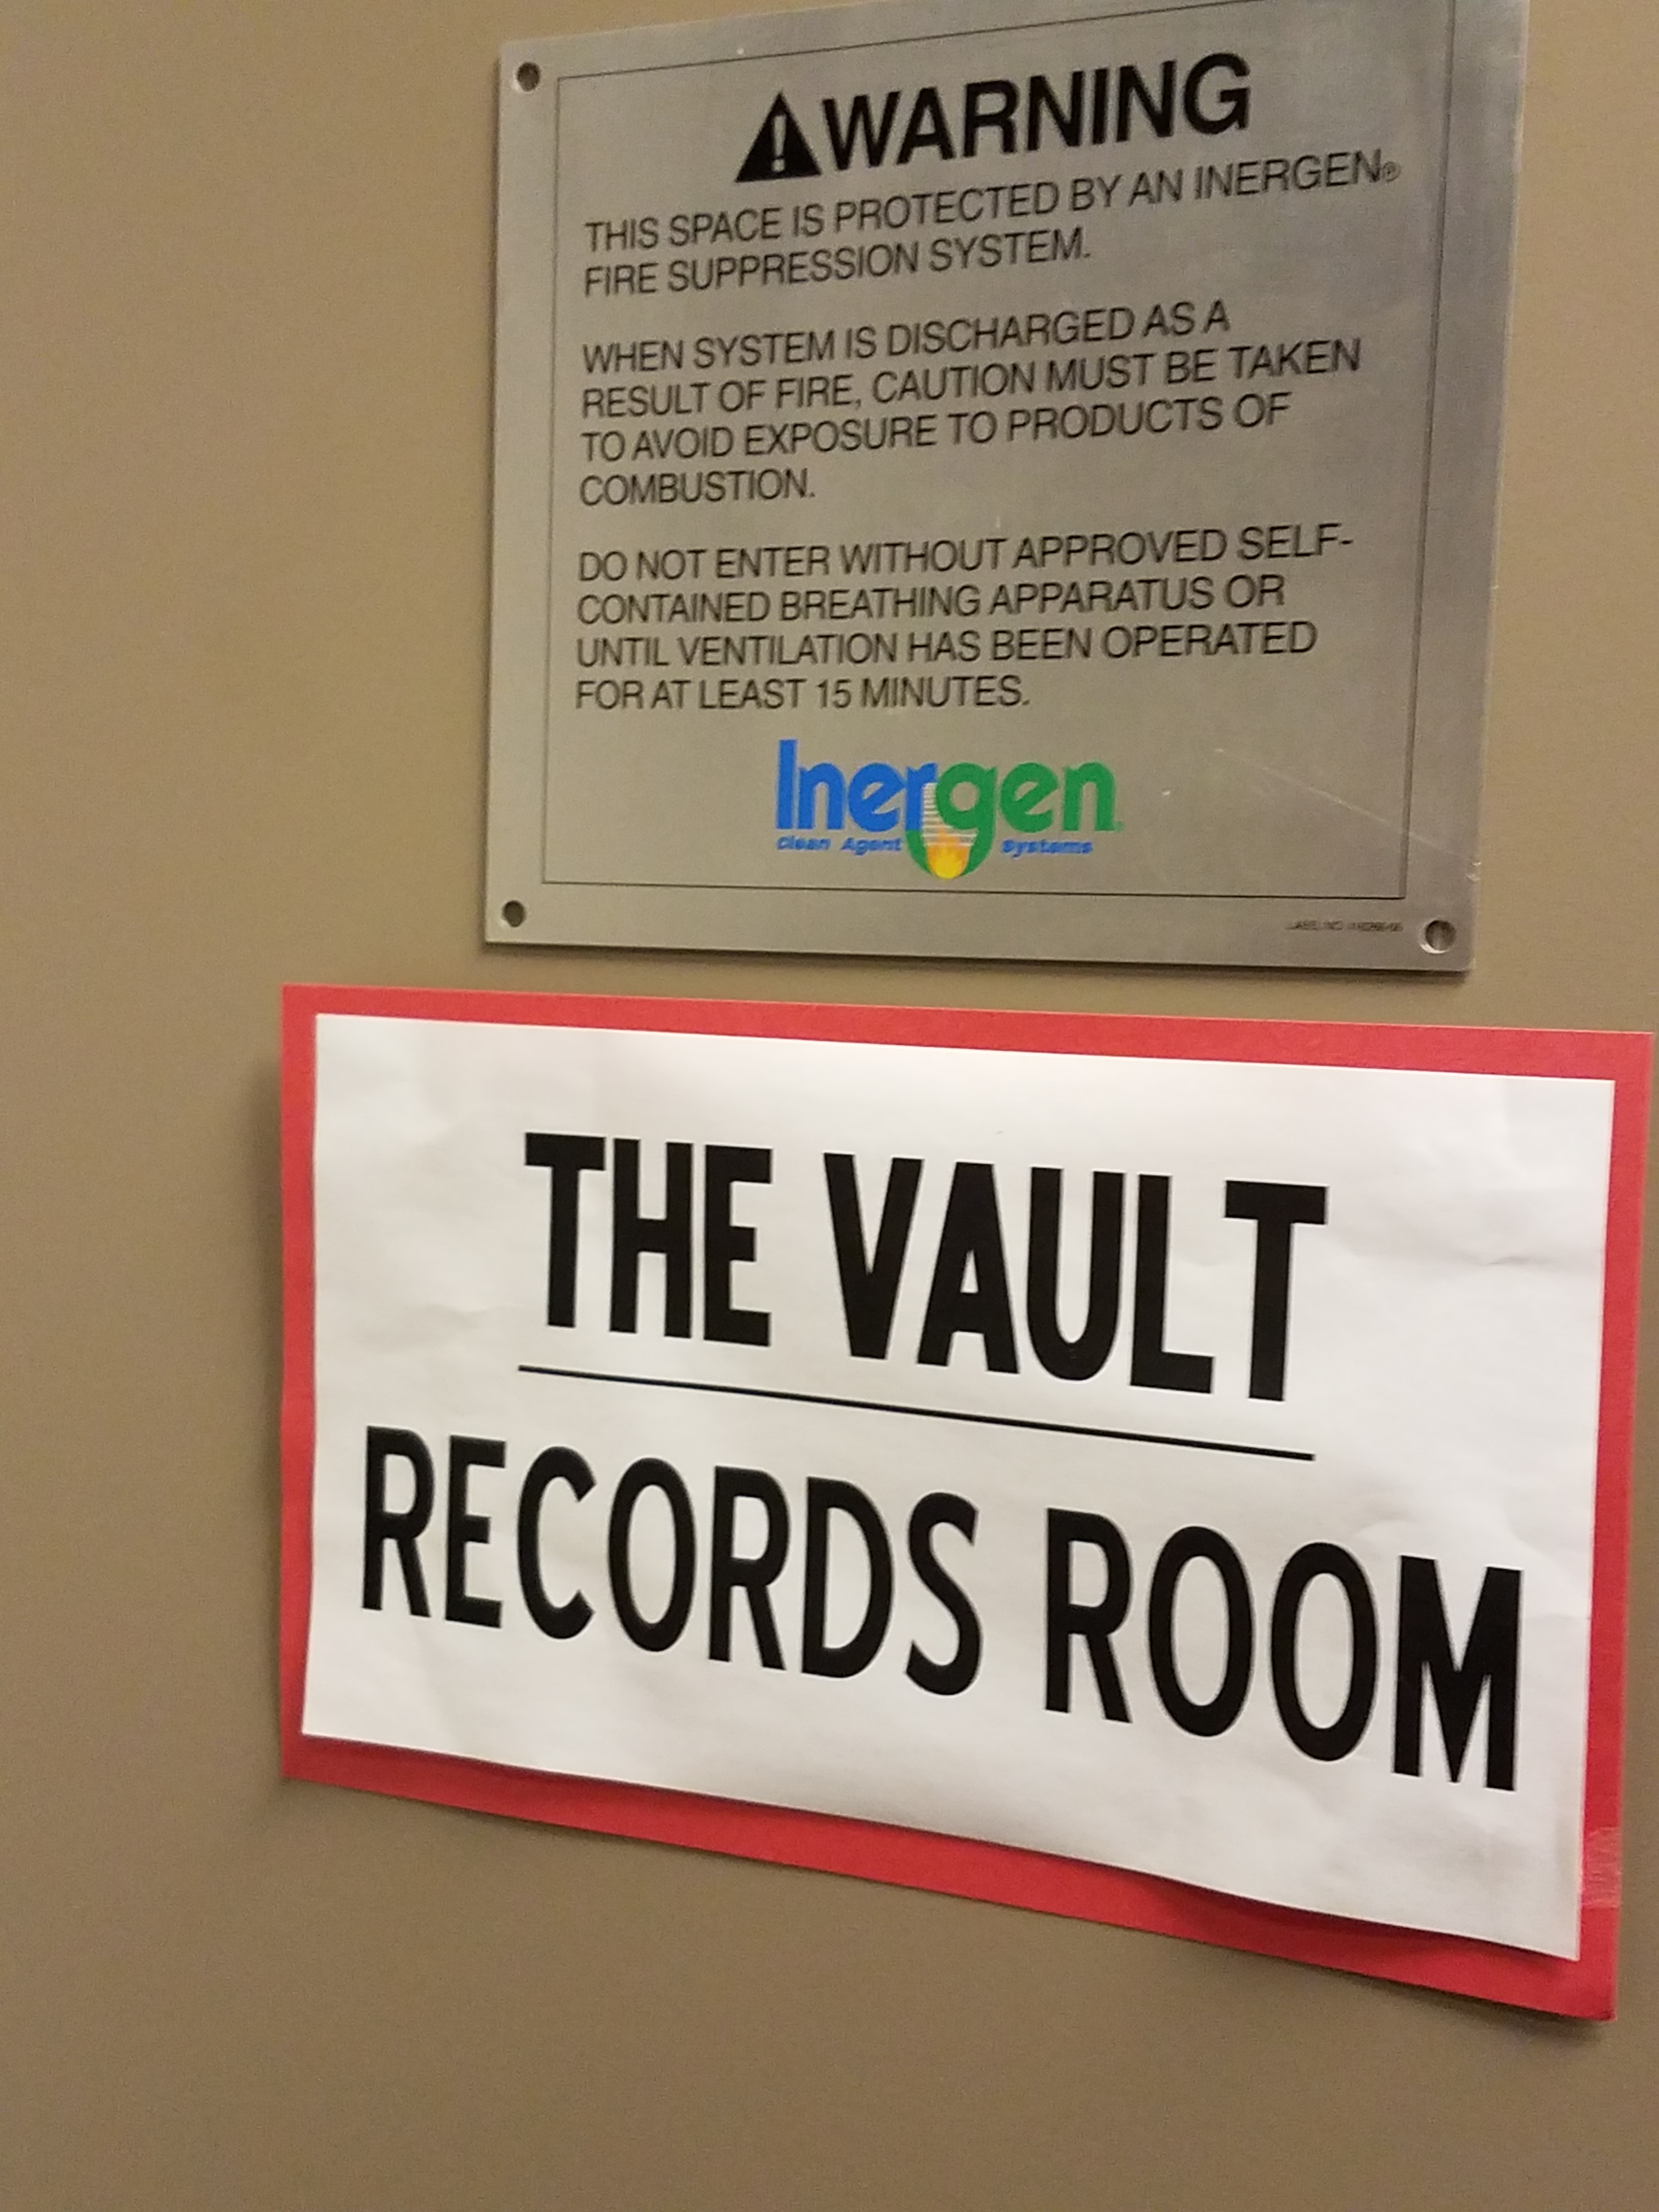 WARNING
THIS SPACE IS PROTECTED BY AN INERGEN®
FIRE SUPPRESSION SYSTEM.
WHEN SYSTEM IS DISCHARGED AS A
RESULT OF FIRE, CAUTION MUST BE TAKEN
TO AVOID EXPOSURE TO PRODUCTS OF
COMBUSTION.
DO NOT ENTER WITHOUT APPROVED SELF-
CONTAINED BREATHING APPARATUS OR
UNTIL VENTILATION HAS BEEN OPERATED
FOR AT LEAST 15 MINUTES.
Inergen
Clean Agent Systems
LABEL NO.
THE VAULT
RECORDS ROOM